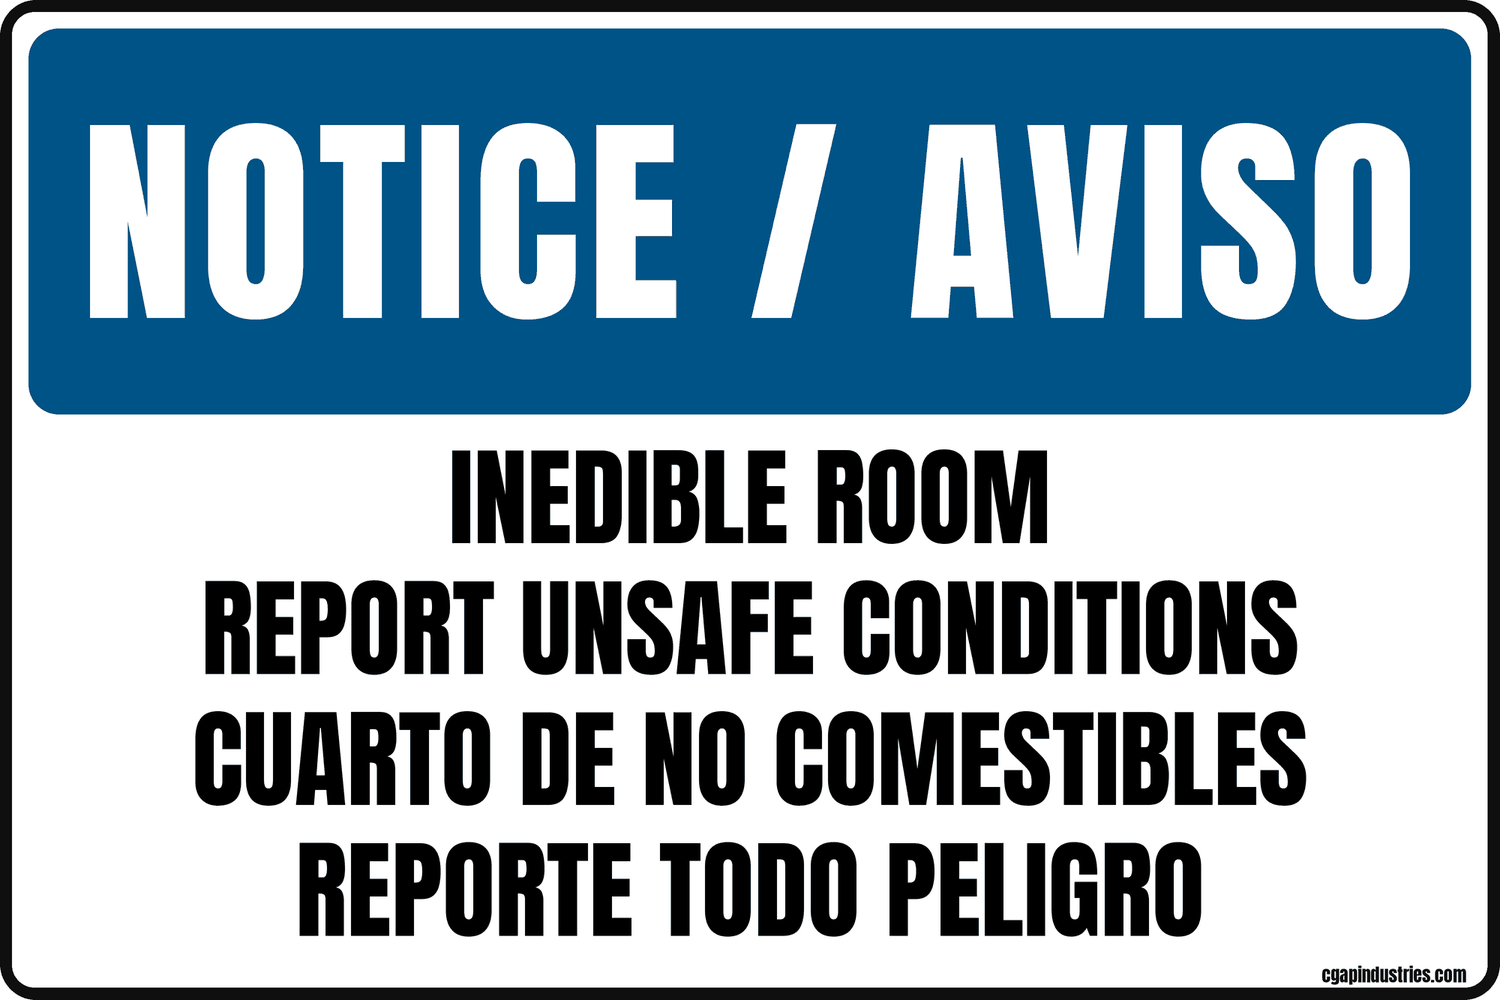 NOTICE / AVISO
INEDIBLE ROOM
REPORT UNSAFE CONDITIONS
CUARTO DE NO COMESTIBLES
REPORTE TODO PELIGRO
cgapindustries.com